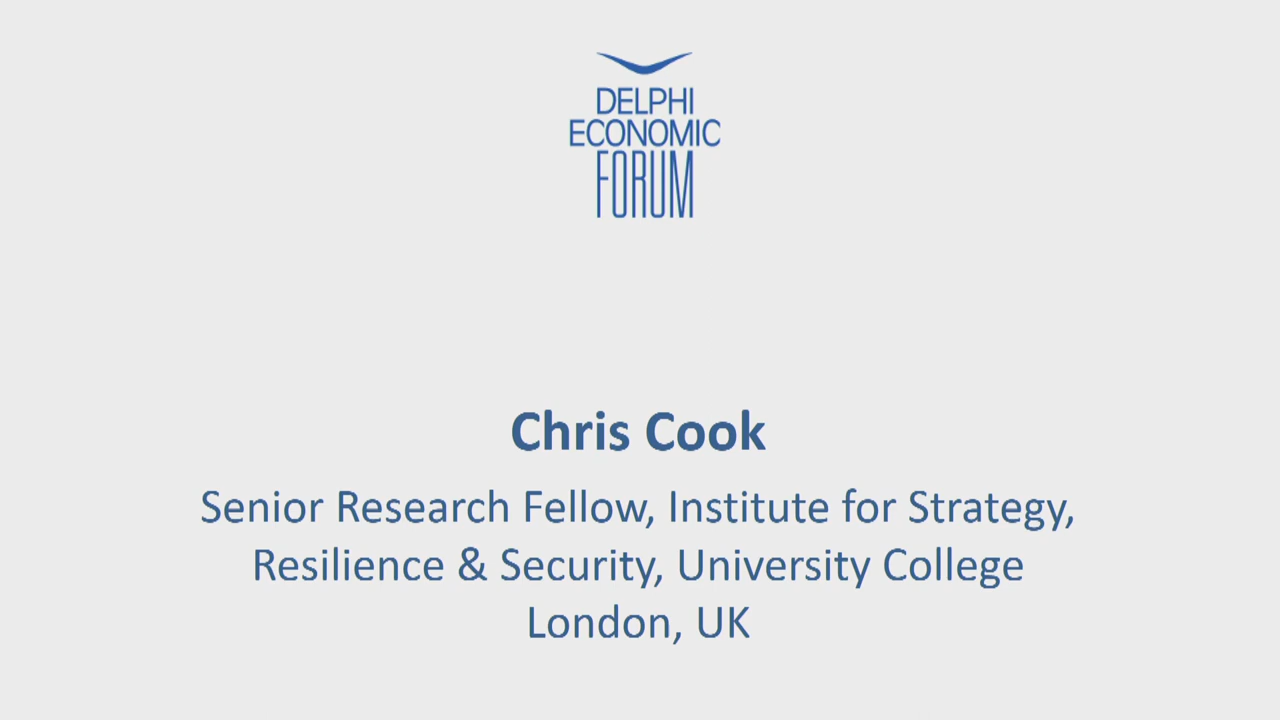 DELPHI
ECONOMIC
FORUM
Chris Cook
Senior Research Fellow, Institute for Strategy,
Resilience & Security, University College
London, UK